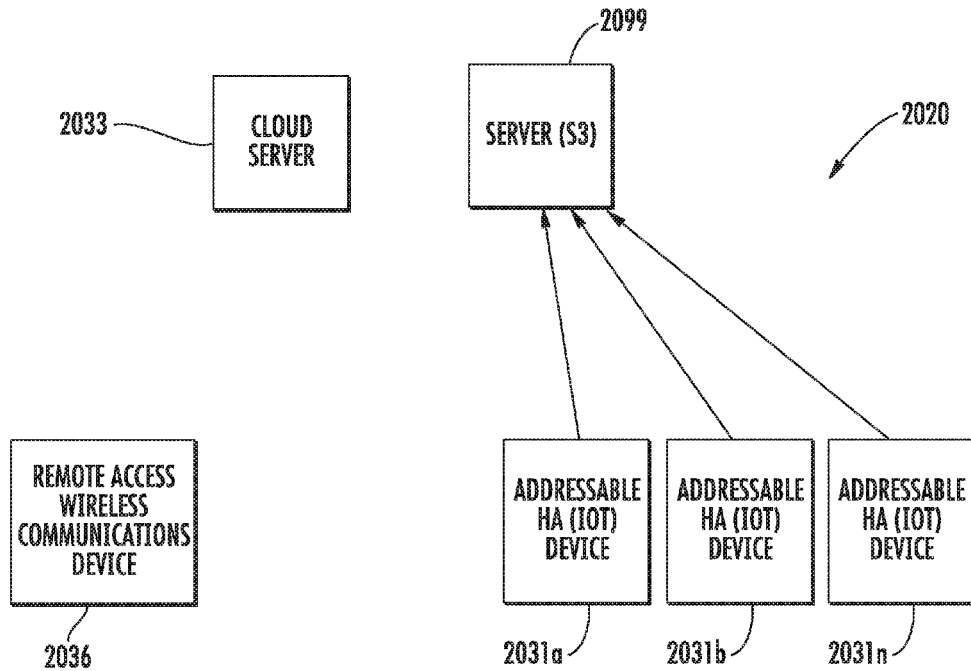 2099
2033
CLOUD
SERVER
SERVER (S3)
2020
REMOTE ACCESS
WIRELESS
COMMUNICATIONS
DEVICE
2036
ADDRESSABLE
HA (IOT)
DEVICE
2031a
ADDRESSABLE
HA (IOT)
DEVICE
2031b
ADDRESSABLE
HA (IOT)
DEVICE
2031n